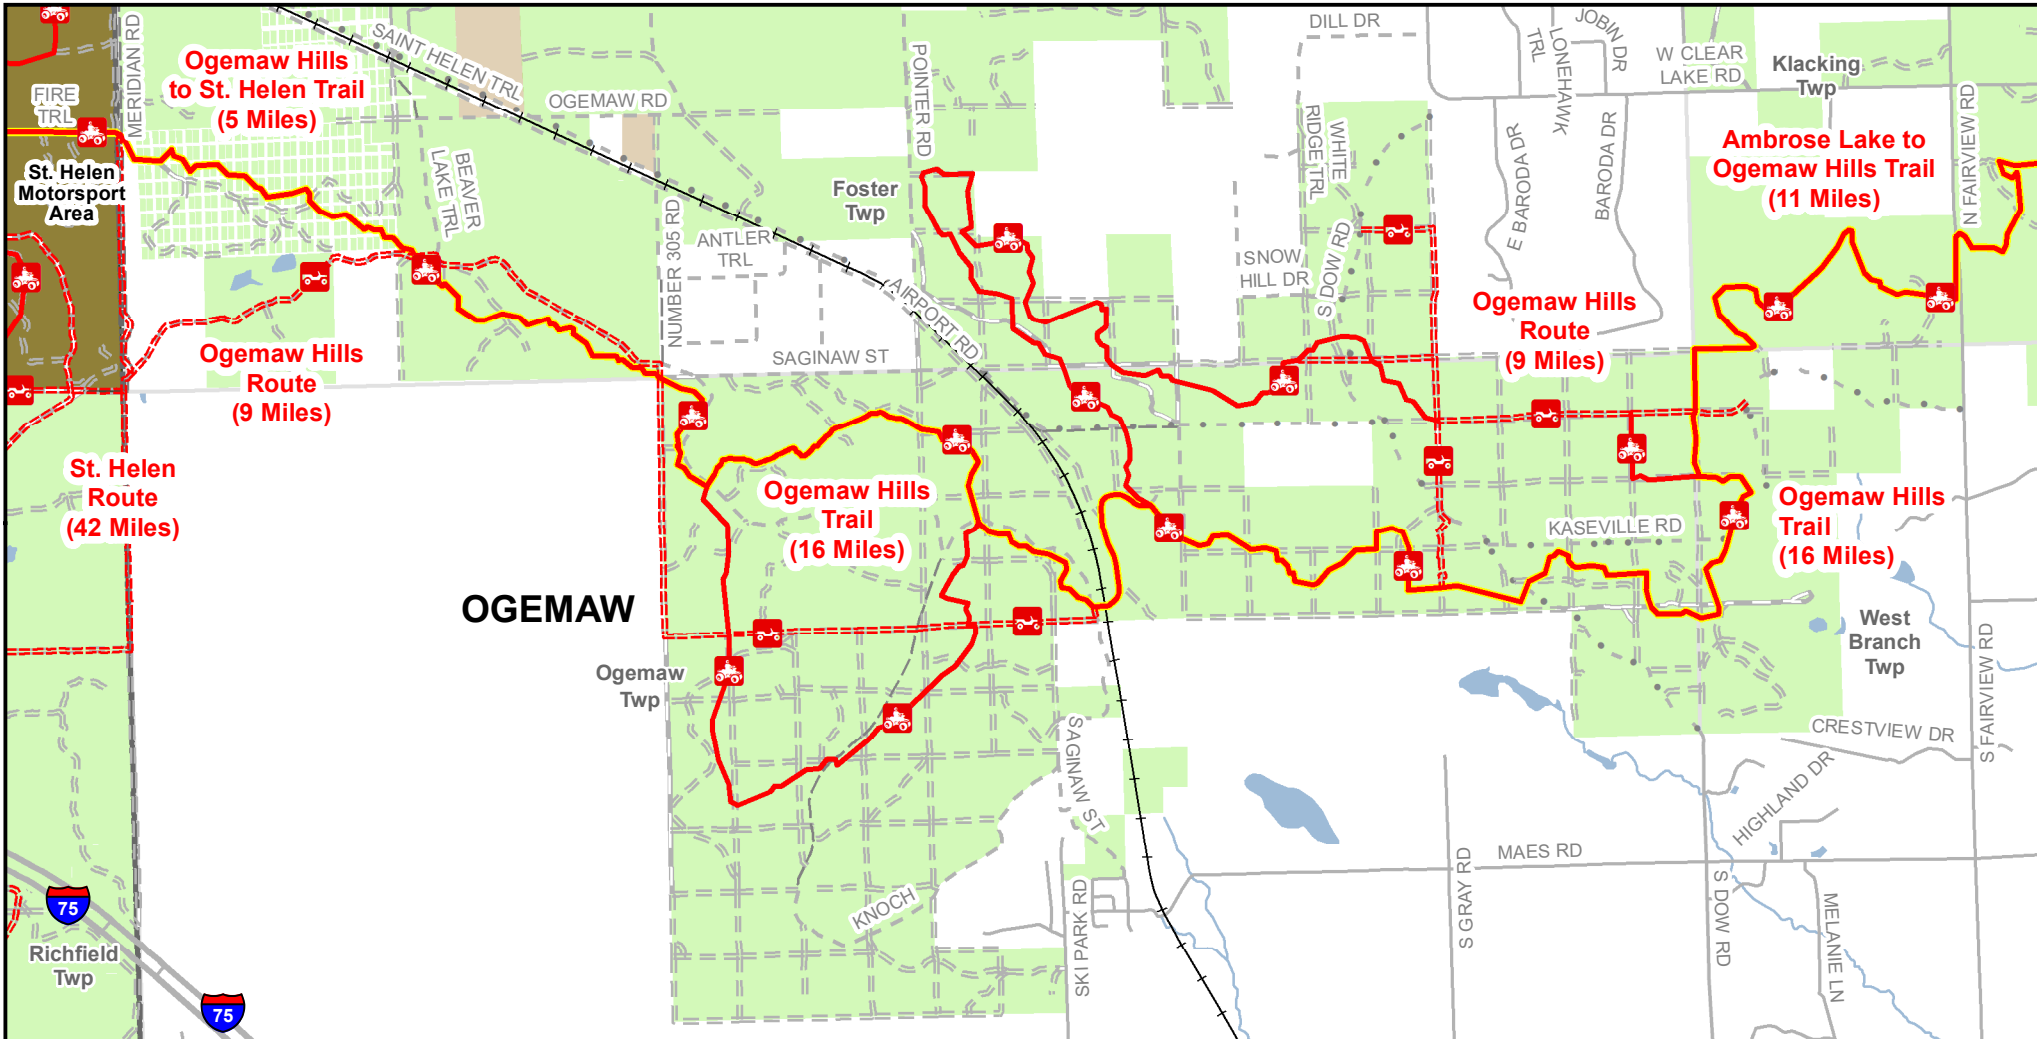 MERIDIAN RD
FIRE
TRL
Ogemaw Hills
to St. Helen Trail
(5 Miles)
SAINT HELEN TRL
OGEMAW RD
POINTER RD
DILL DR
LONEHAWK
TRL
JOBIN DR
W CLEAR
LAKE RD
Klacking
Twp
N FAIRVIEW RD
St. Helen
Motorsport
Area
BEAVER
LAKE TRL
Foster
Twp
WHITE
RIDGE TRL
E BARODA DR
BARODA DR
Ambrose Lake to
Ogemaw Hills Trail
(11 Miles)
NUMBER 305 RD
ANTLER
TRL
AIRPORT RD
SNOW
HILL DR
S DOW RD
Ogemaw Hills
Route
(9 Miles)
Ogemaw Hills
Route
(9 Miles)
SAGINAW ST
St. Helen
Route
(42 Miles)
Ogemaw Hills
Trail
(16 Miles)
KASEVILLE RD
Ogemaw Hills
Trail
(16 Miles)
OGEMAW
Ogemaw
Twp
West
Branch
Twp
S FAIRVIEW RD
SAGINAW ST
CRESTVIEW DR
HIGHLAND DR
MAES RD
S GRAY RD
S DOW RD
MELANIE LN
KNOCH
SKI PARK RD
75
Richfield
Twp
75